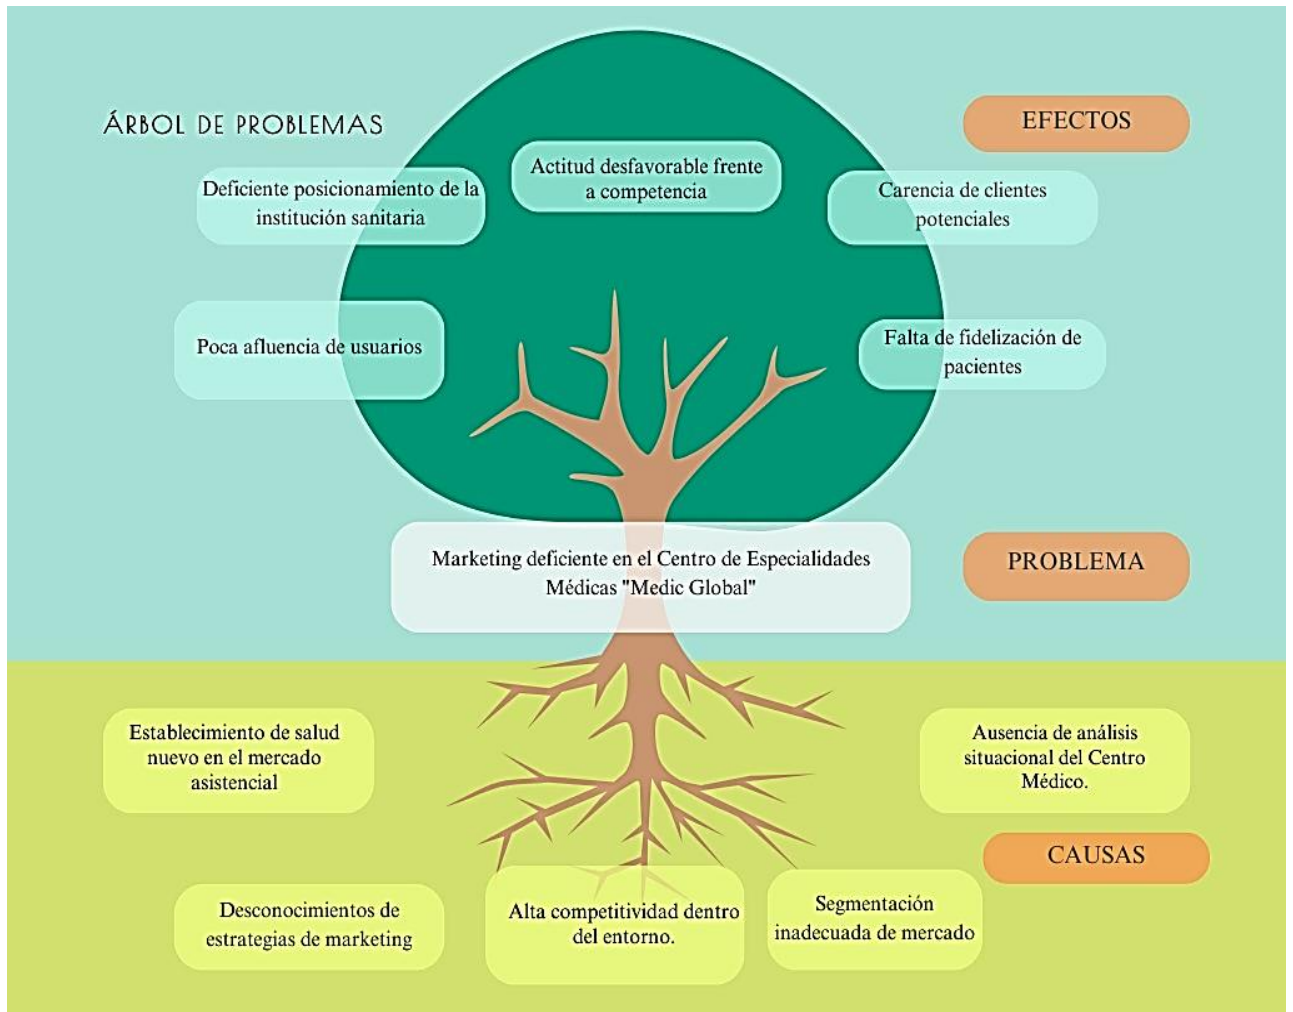 ÁRBOL DE PROBLEMAS
EFECTOS
Actitud desfavorable frente
a competencia
Deficiente posicionamiento de la
institución sanitaria
Carencia de clientes
potenciales
Poca afluencia de usuarios
Falta de fidelización de
pacientes
Marketing deficiente en el Centro de Especialidades
Médicas "Medic Global"
PROBLEMA
Establecimiento de salud
nuevo en el mercado
asistencial
Ausencia de análisis
situacional del Centro
Médico.
CAUSAS
Desconocimientos de
estrategias de marketing
Alta competitividad dentro
del entorno.
Segmentación
inadecuada de mercado